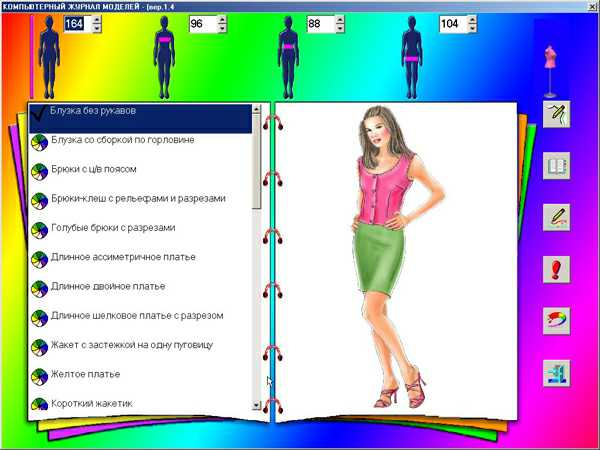 КОМПЬЮТЕРНЫЙ ЖУРНАЛ МОДЕЛЕЙ - [вер.1.4
164
96
88
104
Блузка без рукавов
Блузка со сборкой по горловине
Брюки с ц/в поясом
Брюки-клеш с рельефами и разрезами
Голубые брюки с разрезами
Длинное ассиметричное платье
Длинное двойное платье
Длинное шелковое платье с разрезом
Жакет с застежкой на одну пуговицу
Желтое платье
Короткий жакетик